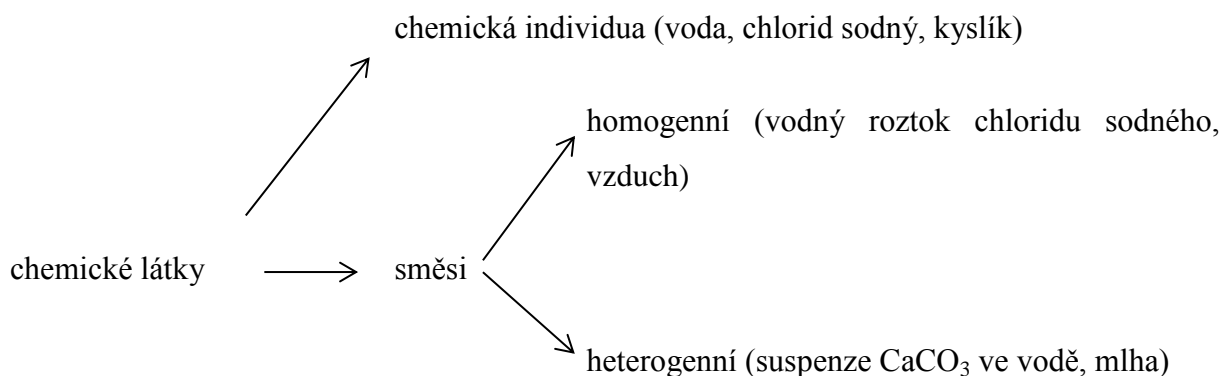 chemická individua (voda, chlorid sodný, kyslík)
homogenní (vodný roztok chloridu sodného,
vzduch)
chemické látky
směsi
heterogenní (suspenze CaCO₃ ve vodě, mlha)